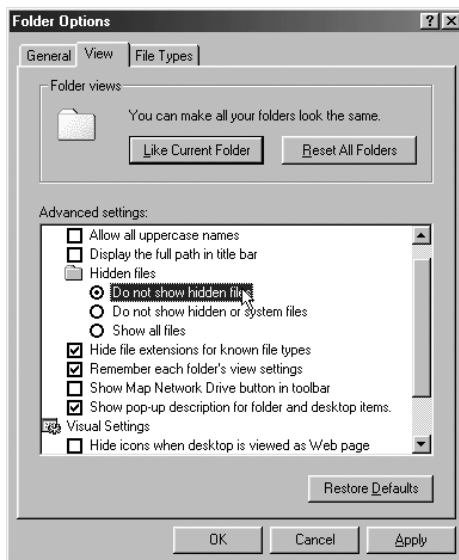 Folder Options
General View File Types
Folder views
You can make all your folders look the same.
Like Current Folder Reset All Folders
Advanced settings:
Allow all uppercase names
Display the full path in title bar
Hidden files
Do not show hidden files
Do not show hidden or system files
Show all files
Hide file extensions for known file types
Remember each folder's view settings
Show Map Network Drive button in toolbar
Show pop-up description for folder and desktop items.
Visual Settings
Hide icons when desktop is viewed as Web page
Restore Defaults
OK Cancel Apply